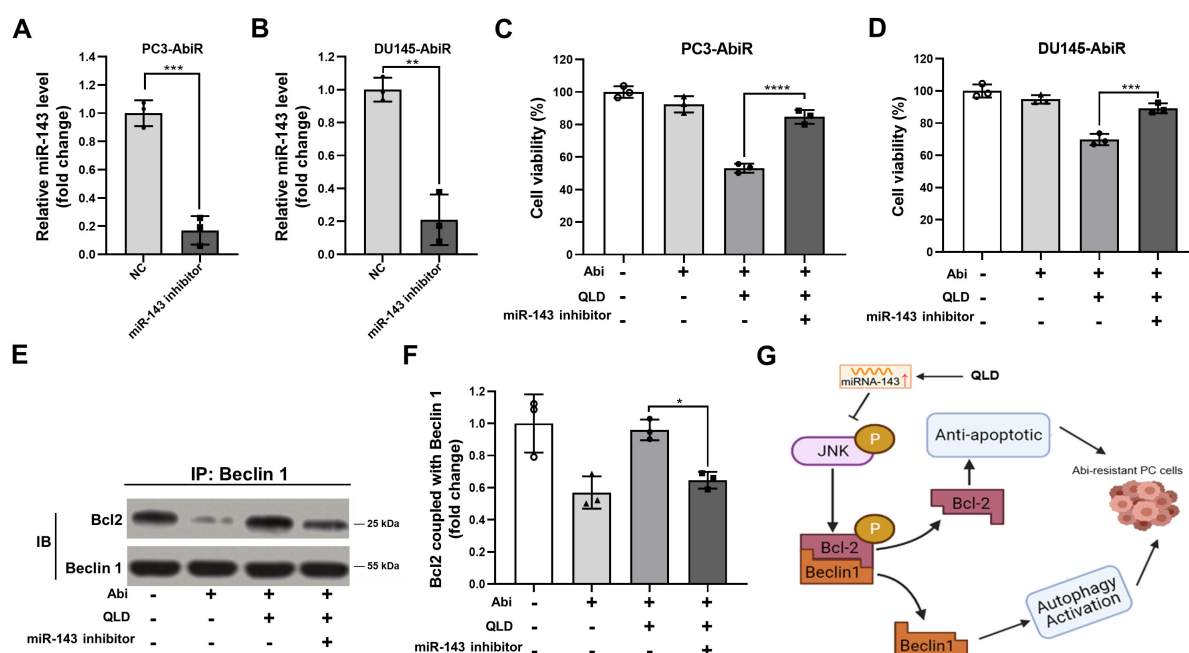 A
PC3-AbiR
Relative miR-143 level
(fold change)
1.4
1.2
1.0
0.8
0.6
0.4
0.2
0.0
***
NC
miR-143 inhibitor
B
DU145-AbiR
Relative miR-143 level
(fold change)
1.2
1.0
0.8
0.6
0.4
0.2
0.0
**
NC
miR-143 inhibitor
C
PC3-AbiR
Cell viability (%)
120
100
80
60
40
20
0
****
Abi - + + +
QLD - - + +
miR-143 inhibitor - - - +
D
DU145-AbiR
Cell viability (%)
120
100
80
60
40
20
0
***
Abi - + + +
QLD - - + +
miR-143 inhibitor - - - +
E
IP: Beclin 1
IB
Bcl2
25 kDa
Beclin 1
55 kDa
Abi - + + +
QLD - - + +
miR-143 inhibitor - - - +
F
Bcl2 coupled with Beclin 1
(fold change)
1.2
1.0
0.8
0.6
0.4
0.2
0.0
*
Abi - + + +
QLD - - + +
miR-143 inhibitor - - - +
G
miRNA-143
QLD
P
JNK
Anti-apoptotic
Abi-resistant PC cells
Bcl-2
P
Bcl-2
Beclin1
Autophagy
Activation
Beclin1